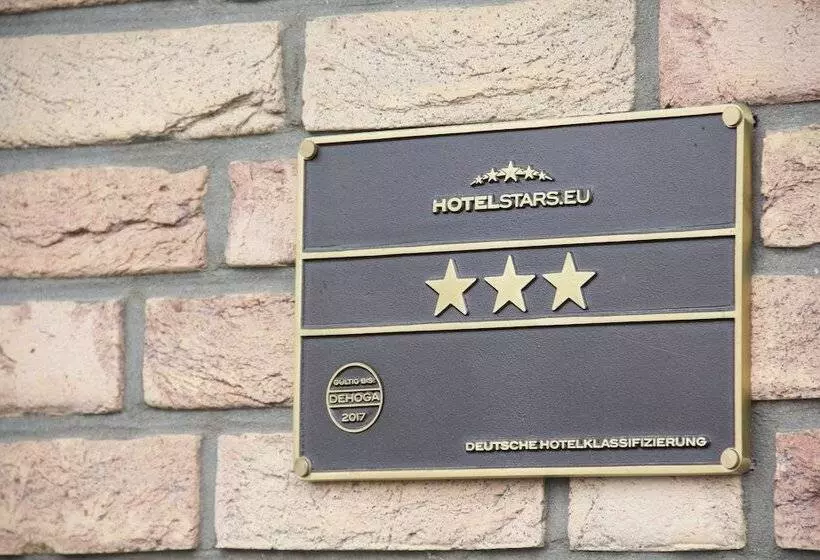 HOTELSTARS.EU
GÜLTIG BIS:
DEHOGA
2017
DEUTSCHE HOTELKLASSIFIZIERUNG